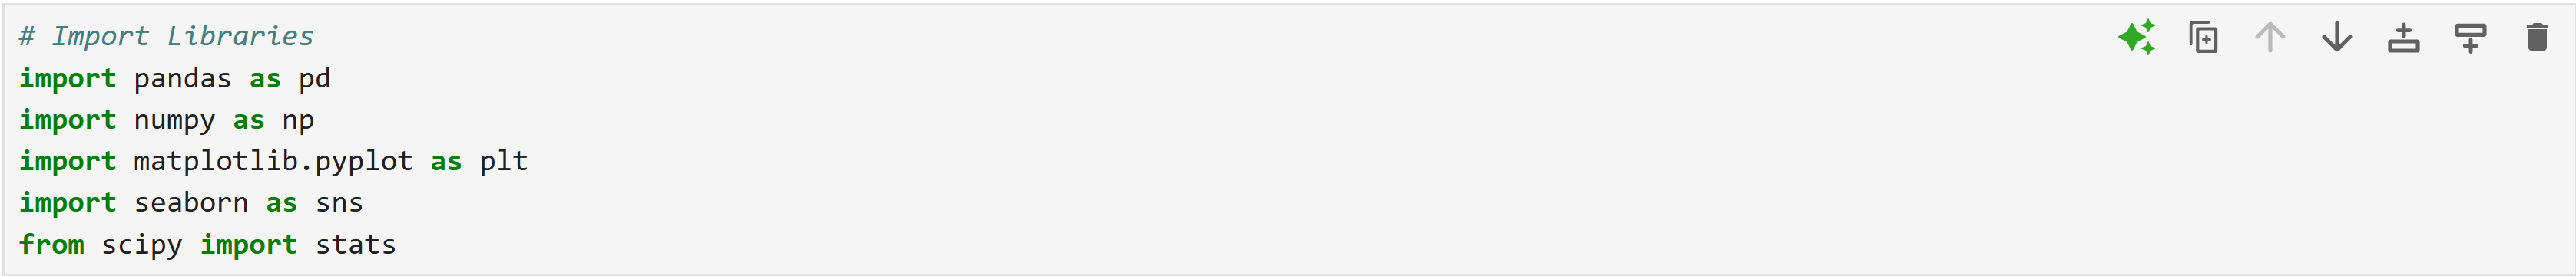 # Import Libraries
import pandas as pd
import numpy as np
import matplotlib.pyplot as plt
import seaborn as sns
from scipy import stats